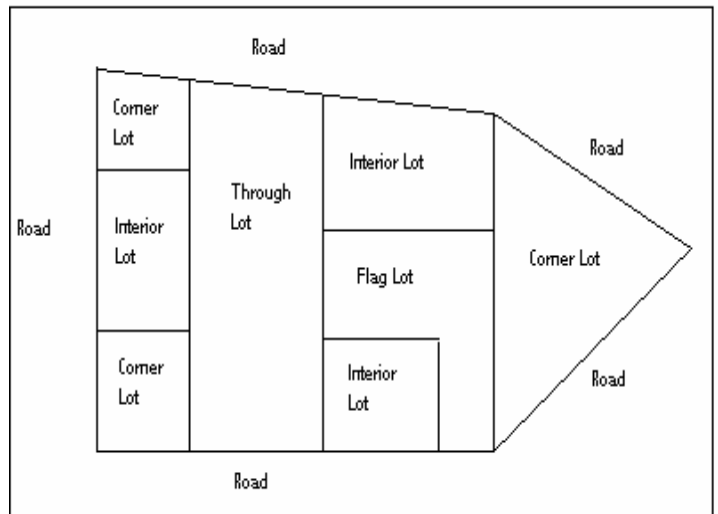 Road
Corner
Lot
Interior Lot
Road
Through
Lot
Road
Interior
Lot
Corner Lot
Flag Lot
Corner
Lot
Interior
Lot
Road
Road